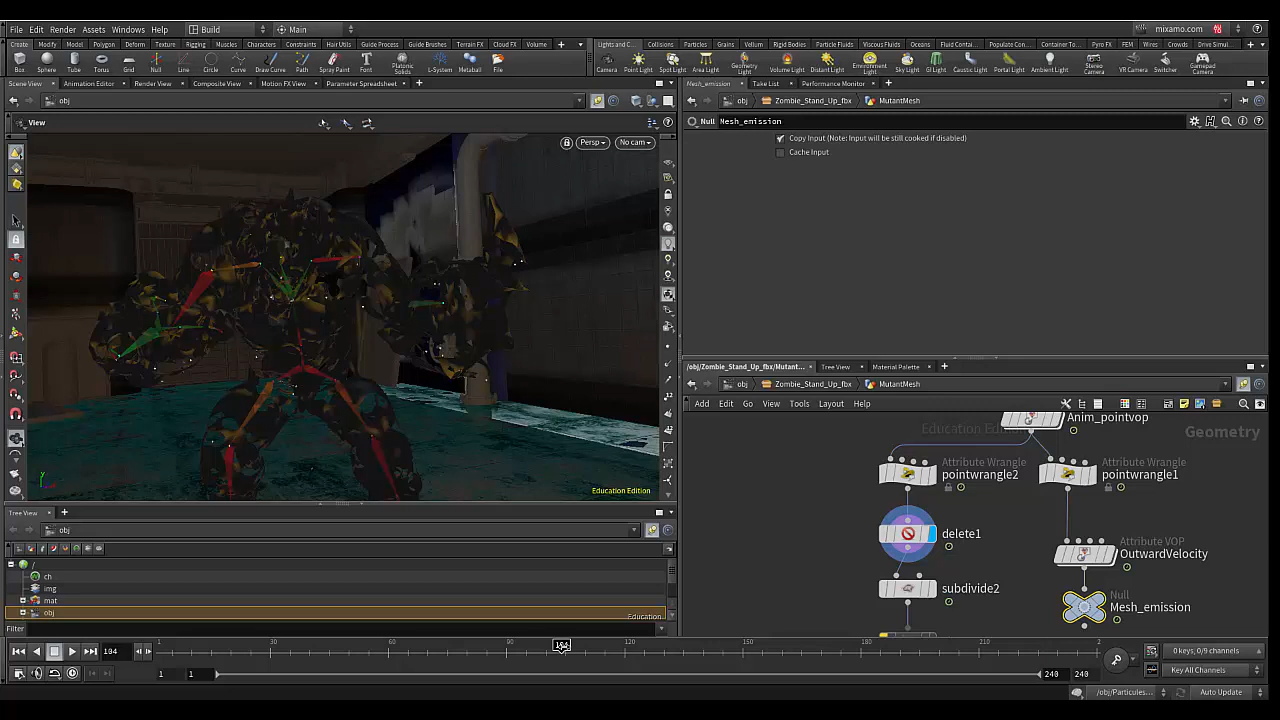 File Edit Render Assets Windows Help Build Main mixamo.com
Create Modify Model Polygon Deform Texture Rigging Muscles Characters Constraints Hair Utils Guide Process Guide Brushes Terrain FX Cloud FX Volume
Lights and C... Collisions Particles Grains Vellum Rigid Bodies Particle Fluids Viscous Fluids Oceans Fluid Contai... Populate Con... Container To... Pyro FX FEM Wires Crowds Drive Simul...
Box Sphere Tube Torus Grid Null Line Circle Curve Draw Curve Path Spray Paint Font Platonic Solids L-System Metaball File
Camera Point Light Spot Light Area Light Geometry Light Volume Light Distant Light Environment Light Sky Light GI Light Caustic Light Portal Light Ambient Light Stereo Camera VR Camera Switcher Gamepad Camera
Scene View Animation Editor Render View Composite View Motion FX View Parameter Spreadsheet
Mesh_emission Take List Performance Monitor
obj
obj Zombie_Stand_Up_fbx MutantMesh
View
Null Mesh_emission
Persp No cam
Copy Input (Note: Input will be still cooked if disabled)
Cache Input
Education Edition
/obj/Zombie_Stand_Up_fbx/Mutant... Tree View Material Palette
obj Zombie_Stand_Up_fbx MutantMesh
Add Edit Go View Tools Layout Help
Anim_pointvop
Education Edition
Geometry
Attribute Wrangle
pointwrangle2
Attribute Wrangle
pointwrangle1
delete1
Attribute VOP
OutwardVelocity
subdivide2
Null
Mesh_emission
Tree View
obj
/
ch
img
mat
obj
Education
Filter
104 1 30 60 90 104 120 150 180 210 2
0 keys, 0/9 channels
1 1 240 240
Key All Channels
/obj/Particules... Auto Update